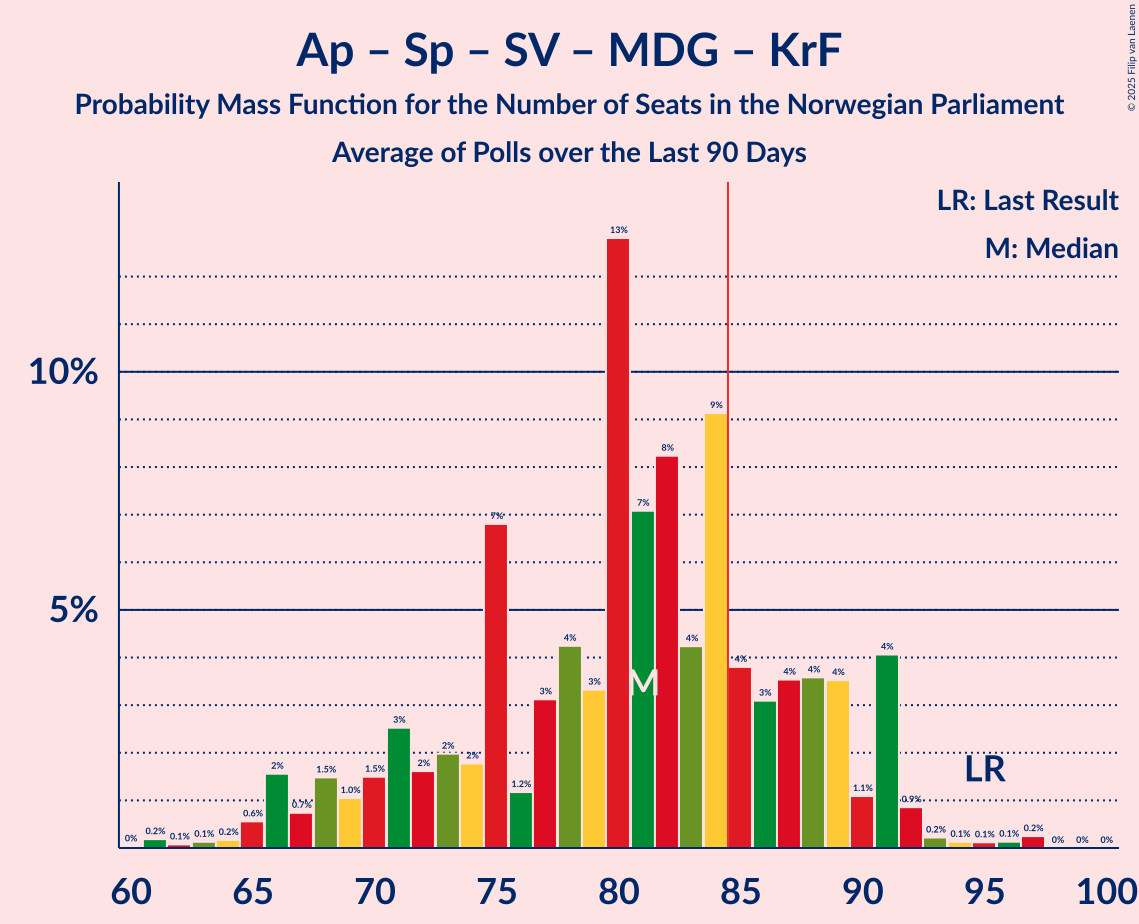 Ap – Sp – SV – MDG – KrF
Probability Mass Function for the Number of Seats in the Norwegian Parliament
Average of Polls over the Last 90 Days
© 2025 Filip van Laenen
LR: Last Result
M: Median
10%
5%
0% 0.2% 0.1% 0.1% 0.2% 0.6% 2% 0.7% 1.5% 1.0% 1.5% 3% 2% 2% 2% 7% 1.2% 3% 4% 3% 13% 7% 8% 4% 9% 4% 3% 4% 4% 4% 1.1% 4% 0.9% 0.2% 0.1% 0.1% 0.1% 0.2% 0% 0% 0%
M
LR
60 65 70 75 80 85 90 95 100